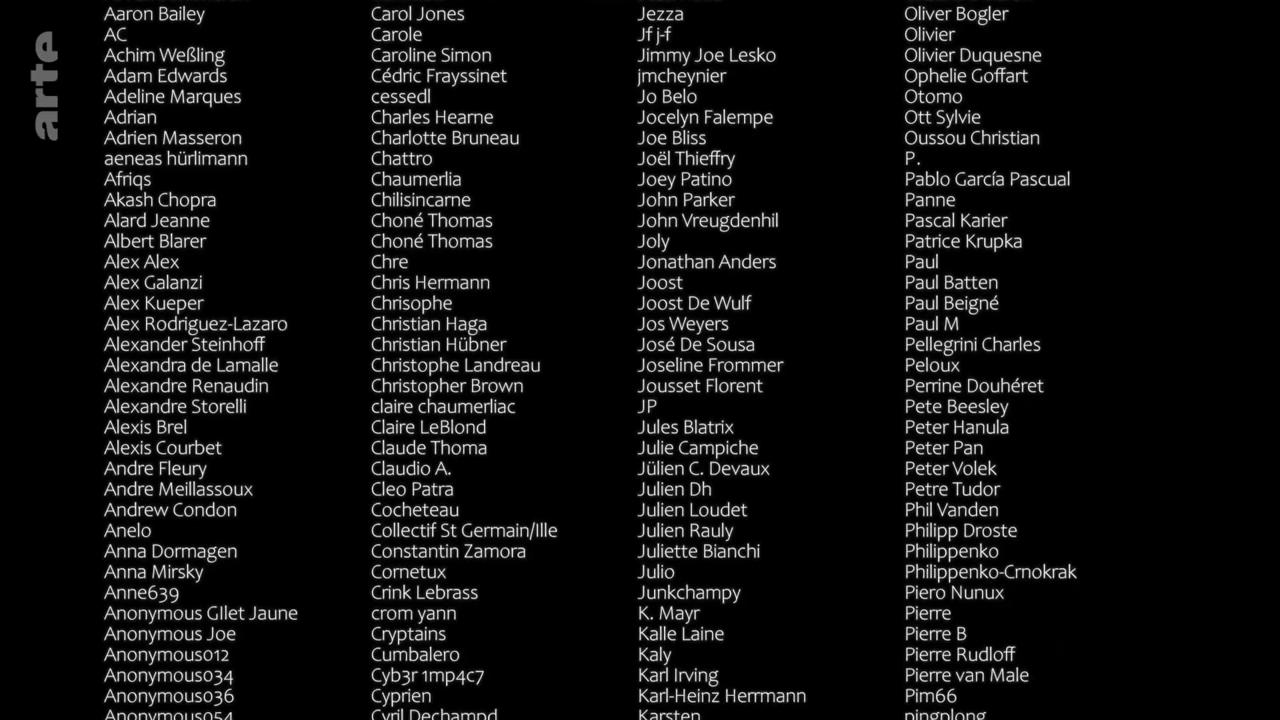 arte
Aaron Bailey
AC
Achim Weßling
Adam Edwards
Adeline Marques
Adrian
Adrien Masseron
aeneas hürlimann
Afriqs
Akash Chopra
Alard Jeanne
Albert Blarer
Alex Alex
Alex Galanzi
Alex Kueper
Alex Rodriguez-Lazaro
Alexander Steinhoff
Alexandra de Lamalle
Alexandre Renaudin
Alexandre Storelli
Alexis Brel
Alexis Courbet
Andre Fleury
Andre Meillassoux
Andrew Condon
Anelo
Anna Dormagen
Anna Mirsky
Anne639
Anonymous GIlet Jaune
Anonymous Joe
Anonymous012
Anonymous034
Anonymous036
Anonymous054
Carol Jones
Carole
Caroline Simon
Cédric Frayssinet
cessedl
Charles Hearne
Charlotte Bruneau
Chattro
Chaumerlia
Chilisincarne
Choné Thomas
Choné Thomas
Chre
Chris Hermann
Chrisophe
Christian Haga
Christian Hübner
Christophe Landreau
Christopher Brown
claire chaumerliac
Claire LeBlond
Claude Thoma
Claudio A.
Cleo Patra
Cocheteau
Collectif St Germain/Ille
Constantin Zamora
Cornetux
Crink Lebrass
crom yann
Cryptains
Cumbalero
Cyb3r 1mp4c7
Cyprien
Cyril Dechampd
Jezza
Jf j-f
Jimmy Joe Lesko
jmcheynier
Jo Belo
Jocelyn Falempe
Joe Bliss
Joël Thieffry
Joey Patino
John Parker
John Vreugdenhil
Joly
Jonathan Anders
Joost
Joost De Wulf
Jos Weyers
José De Sousa
Joseline Frommer
Jousset Florent
JP
Jules Blatrix
Julie Campiche
Jülien C. Devaux
Julien Dh
Julien Loudet
Julien Rauly
Juliette Bianchi
Julio
Junkchampy
K. Mayr
Kalle Laine
Kaly
Karl Irving
Karl-Heinz Herrmann
Karsten
Oliver Bogler
Olivier
Olivier Duquesne
Ophelie Goffart
Otomo
Ott Sylvie
Oussou Christian
P.
Pablo García Pascual
Panne
Pascal Karier
Patrice Krupka
Paul
Paul Batten
Paul Beigné
Paul M
Pellegrini Charles
Peloux
Perrine Douhéret
Pete Beesley
Peter Hanula
Peter Pan
Peter Volek
Petre Tudor
Phil Vanden
Philipp Droste
Philippenko
Philippenko-Crnokrak
Piero Nunux
Pierre
Pierre B
Pierre Rudloff
Pierre van Male
Pim66
pingplong